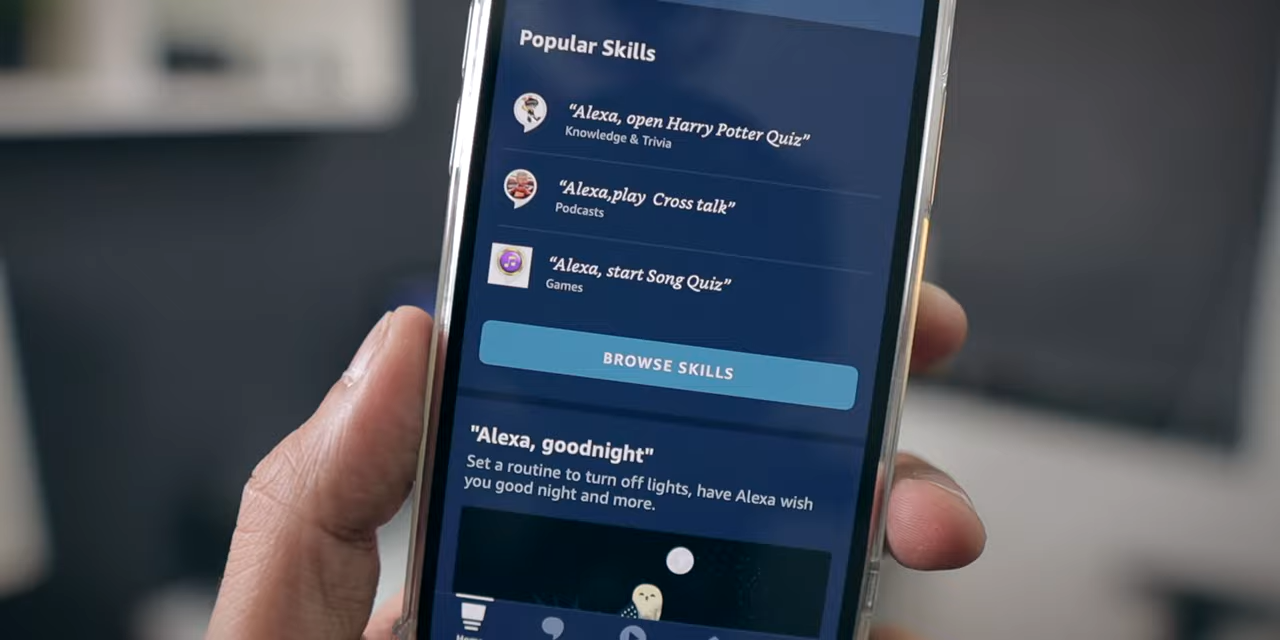 Popular Skills
“Alexa, open Harry Potter Quiz”
Knowledge & Trivia
“Alexa,play Cross talk”
Podcasts
“Alexa, start Song Quiz”
Games
BROWSE SKILLS
"Alexa, goodnight"
Set a routine to turn off lights, have Alexa wish
you good night and more.